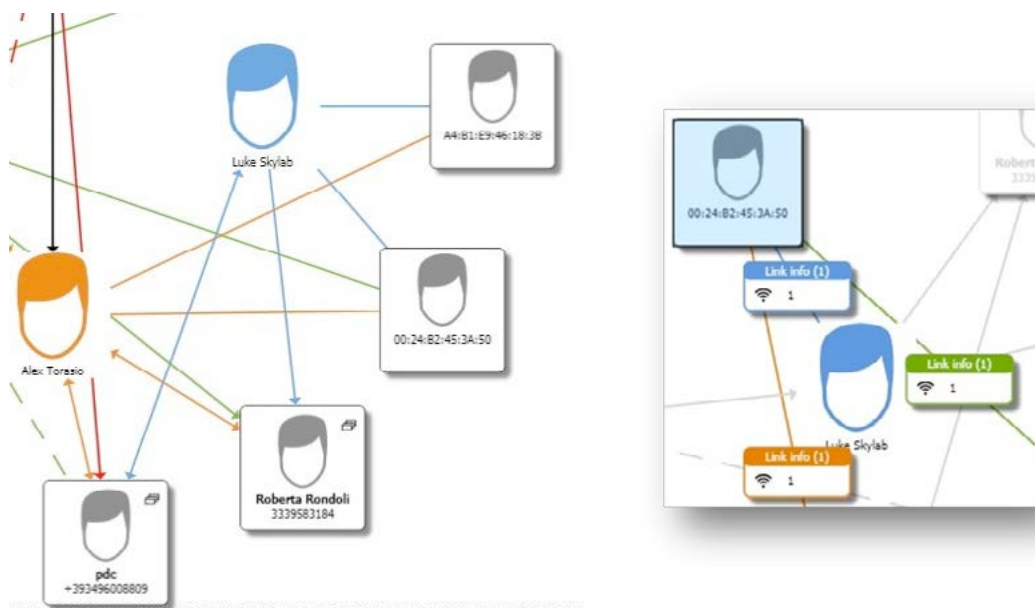 Luke Skylab
A4:B1:E9:46:18:3B
Alex Torasio
00:24:B2:45:3A:50
Roberta Rondoli
3339583184
pdc
+393496008809
00:24:B2:45:3A:50
Link info (1)
1
Link info (1)
1
Luke Skylab
Link info (1)
1
Robert
3339